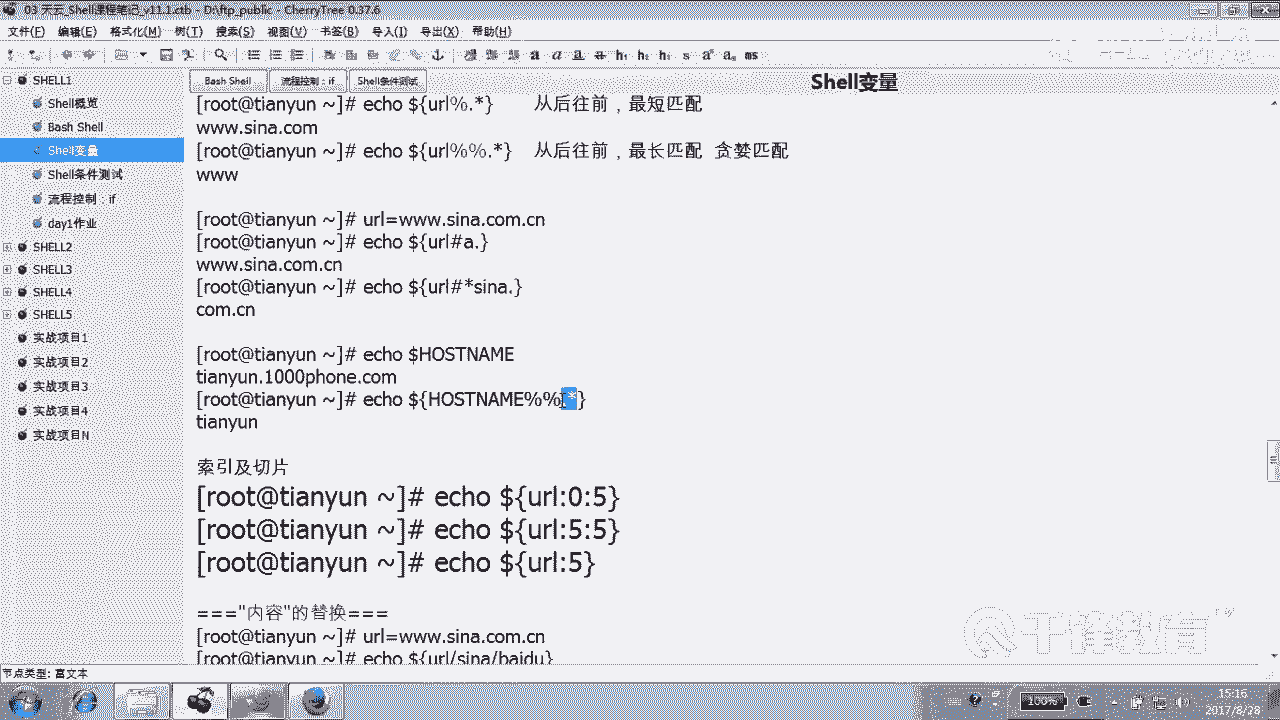 03 天云_Shell课程笔记_v11.1.ctb - D:\ftp_public - CherryTree 0.37.6
文件(F) 编辑(E) 格式化(M) 树(T) 搜索(S) 视图(V) 书签(B) 导入(I) 导出(X) 帮助(H)
SHELL1
Shell概览
Bash Shell
Shell变量
Shell条件测试
流程控制：if
day1作业
SHELL2
SHELL3
SHELL4
SHELL5
实战项目1
实战项目2
实战项目3
实战项目4
实战项目N
Bash Shell 流程控制：if Shell条件测试 Shell变量
[root@tianyun ~]# echo ${url%.*} 从后往前，最短匹配
www.sina.com
[root@tianyun ~]# echo ${url%%.*} 从后往前，最长匹配 贪婪匹配
www
[root@tianyun ~]# url=www.sina.com.cn
[root@tianyun ~]# echo ${url#a.}
www.sina.com.cn
[root@tianyun ~]# echo ${url#*sina.}
com.cn
[root@tianyun ~]# echo $HOSTNAME
tianyun.1000phone.com
[root@tianyun ~]# echo ${HOSTNAME%%.*}
tianyun
索引及切片
[root@tianyun ~]# echo ${url:0:5}
[root@tianyun ~]# echo ${url:5:5}
[root@tianyun ~]# echo ${url:5}
==="内容"的替换===
[root@tianyun ~]# url=www.sina.com.cn
[root@tianyun ~]# echo ${url/sina/baidu}
千锋教育
节点类型: 富文本
100%
15:16
2017/8/28